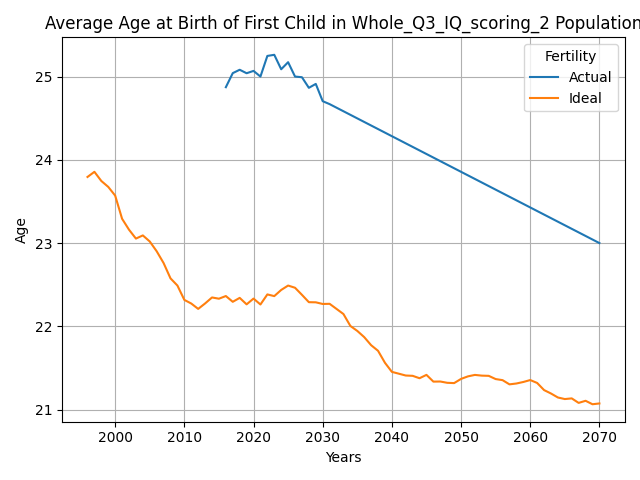 Average Age at Birth of First Child in Whole_Q3_IQ_scoring_2 Population
Fertility
Actual
Ideal
25
24
23
22
21
Age
2000 2010 2020 2030 2040 2050 2060 2070
Years